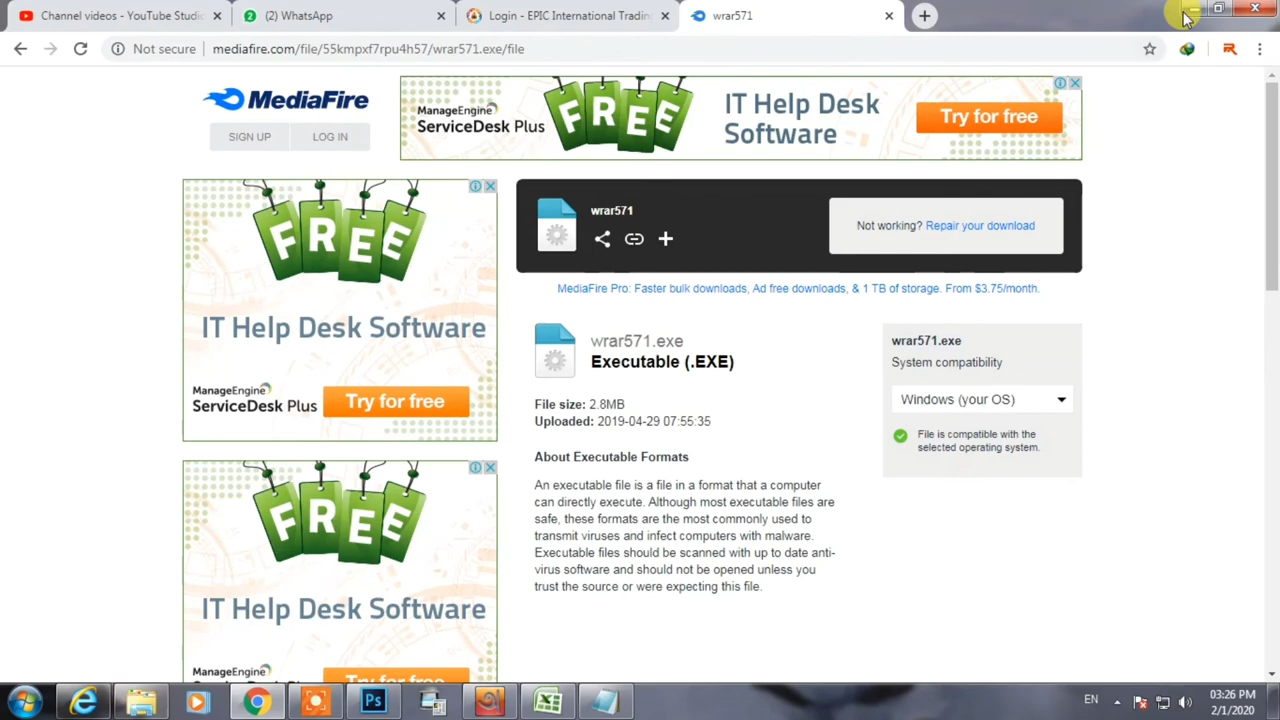 Channel videos - YouTube Studio
(2) WhatsApp
Login - EPIC International Tradin
wrar571
Not secure
mediafire.com/file/55kmpxf7rpu4h57/wrar571.exe/file
MediaFire
SIGN UP
LOG IN
ManageEngine
ServiceDesk Plus
FREE
IT Help Desk
Software
Try for free
FREE
IT Help Desk Software
ManageEngine
ServiceDesk Plus
Try for free
wrar571
Not working? Repair your download
MediaFire Pro: Faster bulk downloads, Ad free downloads, & 1 TB of storage. From $3.75/month.
wrar571.exe
Executable (.EXE)
File size: 2.8MB
Uploaded: 2019-04-29 07:55:35
About Executable Formats
An executable file is a file in a format that a computer
can directly execute. Although most executable files are
safe, these formats are the most commonly used to
transmit viruses and infect computers with malware.
Executable files should be scanned with up to date anti-
virus software and should not be opened unless you
trust the source or were expecting this file.
wrar571.exe
System compatibility
Windows (your OS)
File is compatible with the
selected operating system.
FREE
IT Help Desk Software
ManageEngine
ServiceDesk Plus
Try for free
Ps
EN
03:26 PM
2/1/2020